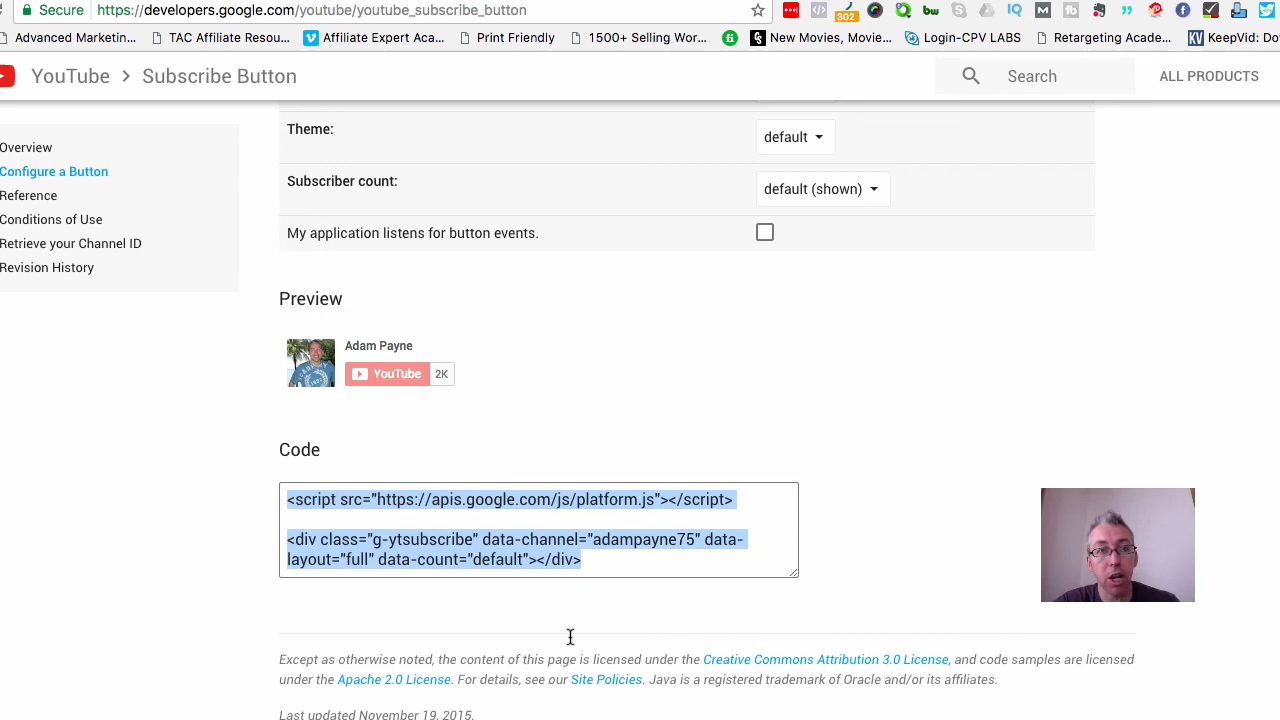 Secure https://developers.google.com/youtube/youtube_subscribe_button
302
bw
IQ
M
tb
Advanced Marketin...
TAC Affiliate Resou...
Affiliate Expert Aca...
Print Friendly
1500+ Selling Wor...
New Movies, Movie...
Login-CPV LABS
Retargeting Acade...
KV KeepVid: Do
YouTube > Subscribe Button
Search
ALL PRODUCTS
Overview
Configure a Button
Reference
Conditions of Use
Retrieve your Channel ID
Revision History
Theme:
default
Subscriber count:
default (shown)
My application listens for button events.
Preview
Adam Payne
YouTube 2K
Code
<script src="https://apis.google.com/js/platform.js"></script>
<div class="g-ytsubscribe" data-channel="adampayne75" data-
layout="full" data-count="default"></div>
Except as otherwise noted, the content of this page is licensed under the Creative Commons Attribution 3.0 License, and code samples are licensed
under the Apache 2.0 License. For details, see our Site Policies. Java is a registered trademark of Oracle and/or its affiliates.
Last updated November 19, 2015.